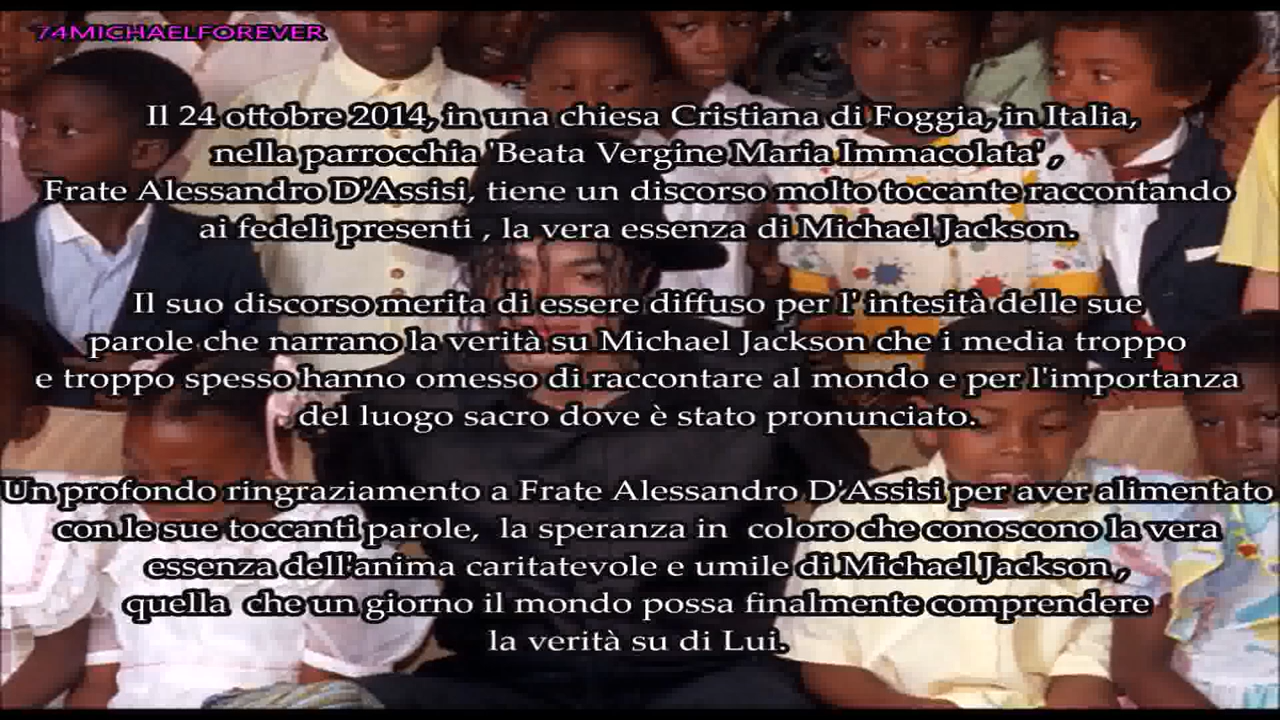 74MICHAELFOREVER
Il 24 ottobre 2014, in una chiesa Cristiana di Foggia, in Italia,
nella parrocchia 'Beata Vergine Maria Immacolata' ,
Frate Alessandro D'Assisi, tiene un discorso molto toccante raccontando
ai fedeli presenti , la vera essenza di Michael Jackson.
Il suo discorso merita di essere diffuso per l' intesità delle sue
parole che narrano la verità su Michael Jackson che i media troppo
e troppo spesso hanno omesso di raccontare al mondo e per l'importanza
del luogo sacro dove è stato pronunciato.
Un profondo ringraziamento a Frate Alessandro D'Assisi per aver alimentato
con le sue toccanti parole, la speranza in coloro che conoscono la vera
essenza dell'anima caritatevole e umile di Michael Jackson ,
quella che un giorno il mondo possa finalmente comprendere
la verità su di Lui.